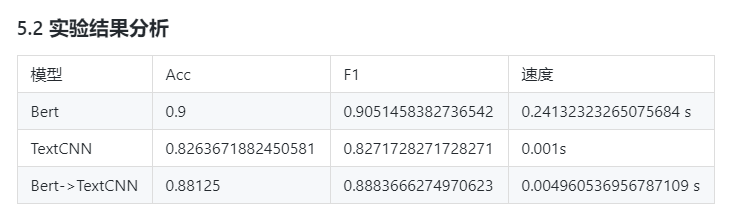 5.2 实验结果分析
模型 Acc F1 速度
Bert 0.9 0.9051458382736542 0.24132323265075684 s
TextCNN 0.8263671882450581 0.8271728271728271 0.001s
Bert->TextCNN 0.88125 0.8883666274970623 0.004960536956787109 s